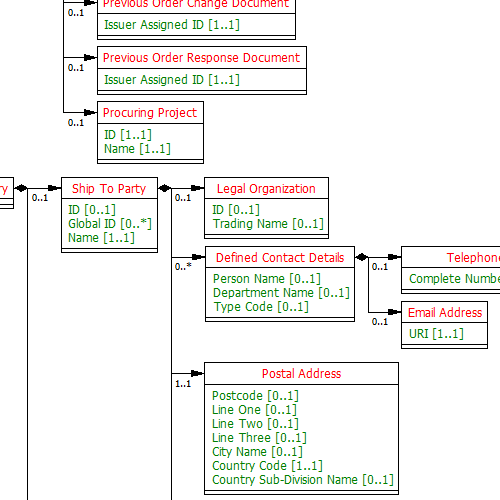 Previous Order Change Document
0..1
Issuer Assigned ID [1..1]
Previous Order Response Document
0..1
Issuer Assigned ID [1..1]
Procuring Project
0..1
ID [1..1]
Name [1..1]
ry
0..1
Ship To Party
ID [0..1]
Global ID [0..*]
Name [1..1]
0..1
Legal Organization
ID [0..1]
Trading Name [0..1]
0..*
Defined Contact Details
Person Name [0..1]
Department Name [0..1]
Type Code [0..1]
0..1
Telephone
Complete Numbe
0..1
Email Address
URI [1..1]
1..1
Postal Address
Postcode [0..1]
Line One [0..1]
Line Two [0..1]
Line Three [0..1]
City Name [0..1]
Country Code [1..1]
Country Sub-Division Name [0..1]